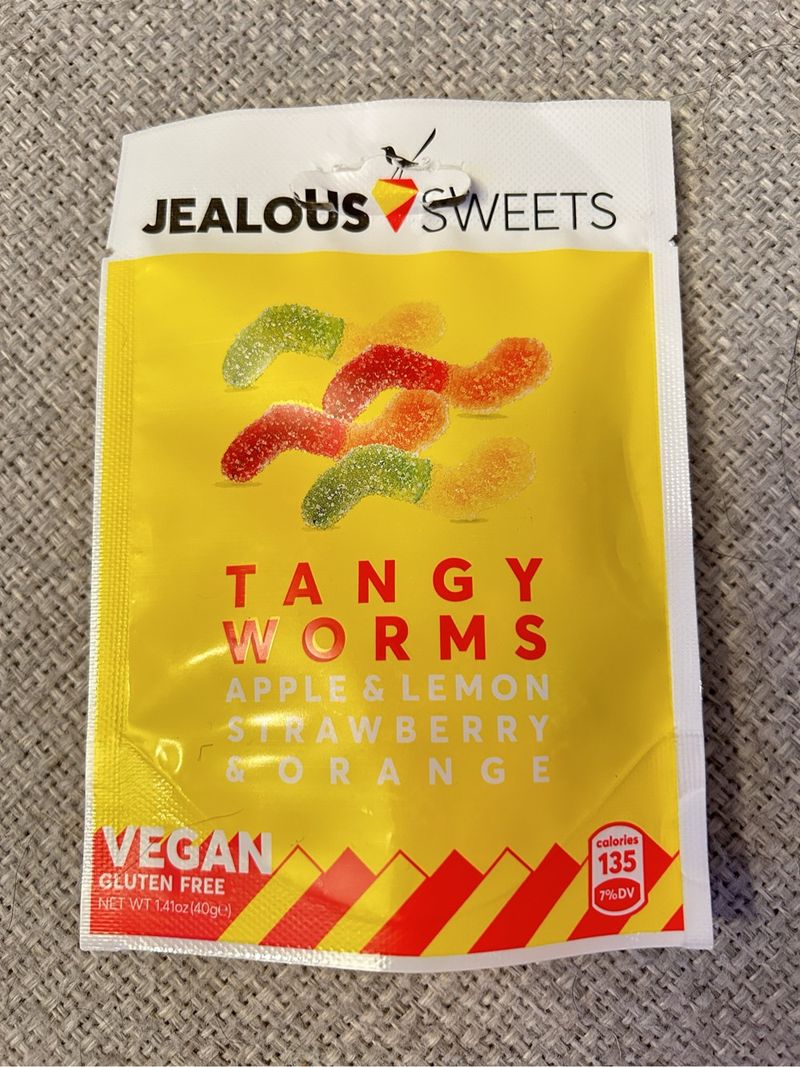 JEALOUS SWEETS
TANGY
WORMS
APPLE & LEMON
STRAWBERRY
& ORANGE
VEGAN
GLUTEN FREE
NET WT 1.41oz (40g℮)
calories
135
7%DV